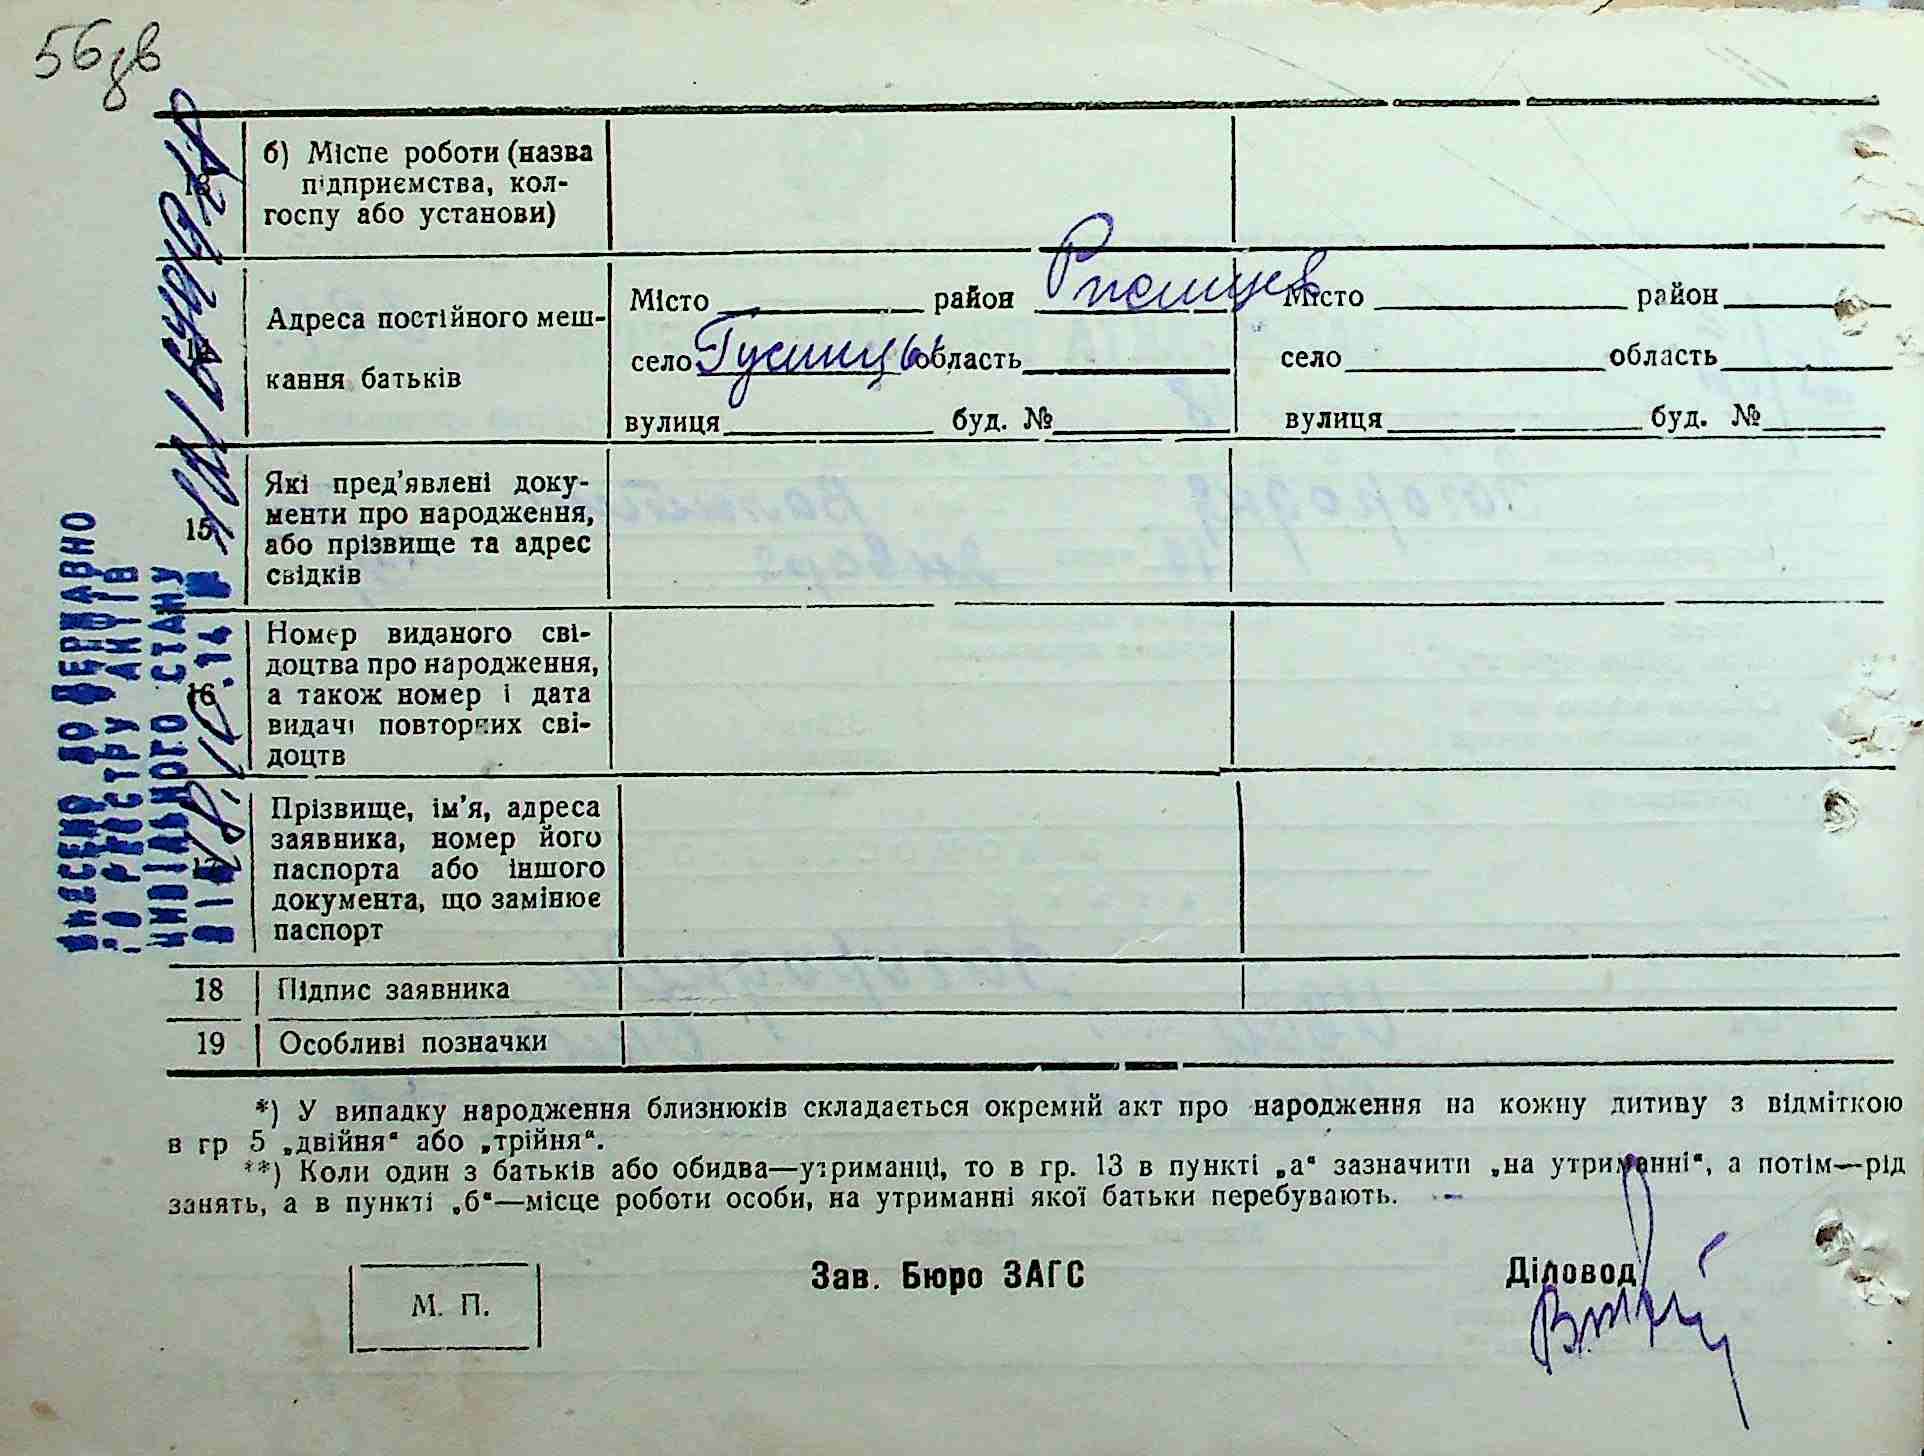 56зв
б) Місце роботи (назва
підприємства, кол-
госпу або установи)
14
Адреса постійного меш-
кання батьків
Місто район Ржищев
село Гусинцы область
вулиця буд. №
Місто район
село область
вулиця буд. №
15
Які пред'явлені доку-
менти про народження,
або прізвище та адрес
свідків
16
Номер виданого сві-
доцтва про народження,
а також номер і дата
видачі повторних сві-
доцтв
17
Прізвище, ім'я, адреса
заявника, номер його
паспорта або іншого
документа, що замінює
паспорт
18 Підпис заявника
19 Особливі позначки
ВНЕСЕНО ДО ДЕРЖАВНО
ГО РЕЄСТРУ АКТІВ
ЦИВІЛЬНОГО СТАНУ
*) У випадку народження близнюків складається окремий акт про народження на кожну дитину з відміткою
в гр 5 „двійня" або „трійня".
**) Коли один з батьків або обидва—утриманці, то в гр. 13 в пункті „а" зазначити „на утриманні", а потім—рід
занять, а в пункті „б"—місце роботи особи, на утриманні якої батьки перебувають.
М. П.
Зав. Бюро ЗАГС
Діловод